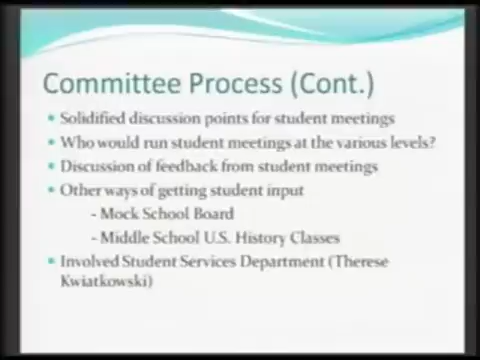 Committee Process (Cont.)
Solidified discussion points for student meetings
Who would run student meetings at the various levels?
Discussion of feedback from student meetings
Other ways of getting student input
- Mock School Board
- Middle School U.S. History Classes
Involved Student Services Department (Therese
Kwiatkowski)